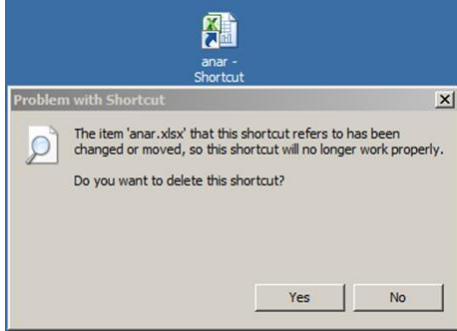 anar -
Shortcut
Problem with Shortcut
The item 'anar.xlsx' that this shortcut refers to has been
changed or moved, so this shortcut will no longer work properly.
Do you want to delete this shortcut?
Yes No